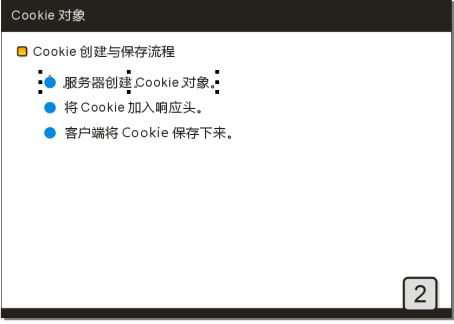 Cookie 对象
Cookie 创建与保存流程
服务器创建 Cookie 对象。
将 Cookie 加入响应头。
客户端将 Cookie 保存下来。
2